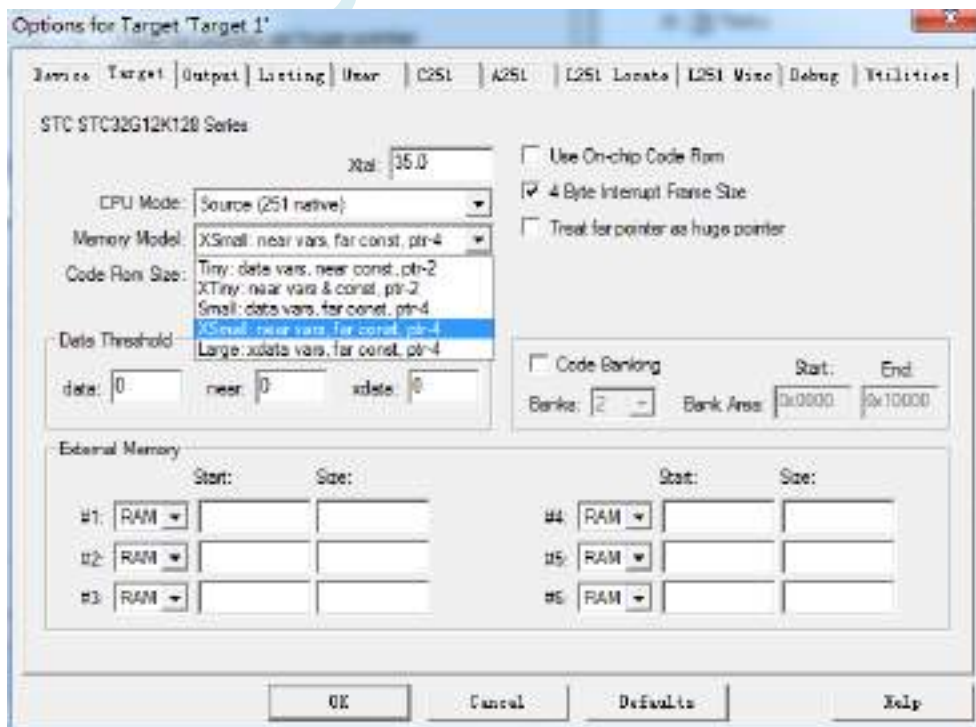 Options for Target 'Target 1'
Device Target Output Listing User C251 A251 L251 Locate L251 Misc Debug Utilities
STC STC32G12K128 Series
Xtal: 35.0
Use On-chip Code Rom
CPU Mode: Source (251 native)
4 Byte Interrupt Frame Size
Memory Model: XSmall: near vars, far const, ptr-4
Treat far pointer as huge pointer
Code Rom Size:
Tiny: data vars, near const, ptr-2
XTiny: near vars & const, ptr-2
Small: data vars, far const, ptr-4
XSmall: near vars, far const, ptr-4
Large: xdata vars, far const, ptr-4
Data Threshold
data: 0 near: 0 xdata: 0
Code Banking Start: End:
Banks: 2 Bank Area: 0x0000 0x10000
External Memory
Start: Size: Start: Size:
#1: RAM #4: RAM
#2: RAM #5: RAM
#3: RAM #6: RAM
OK Cancel Defaults Help